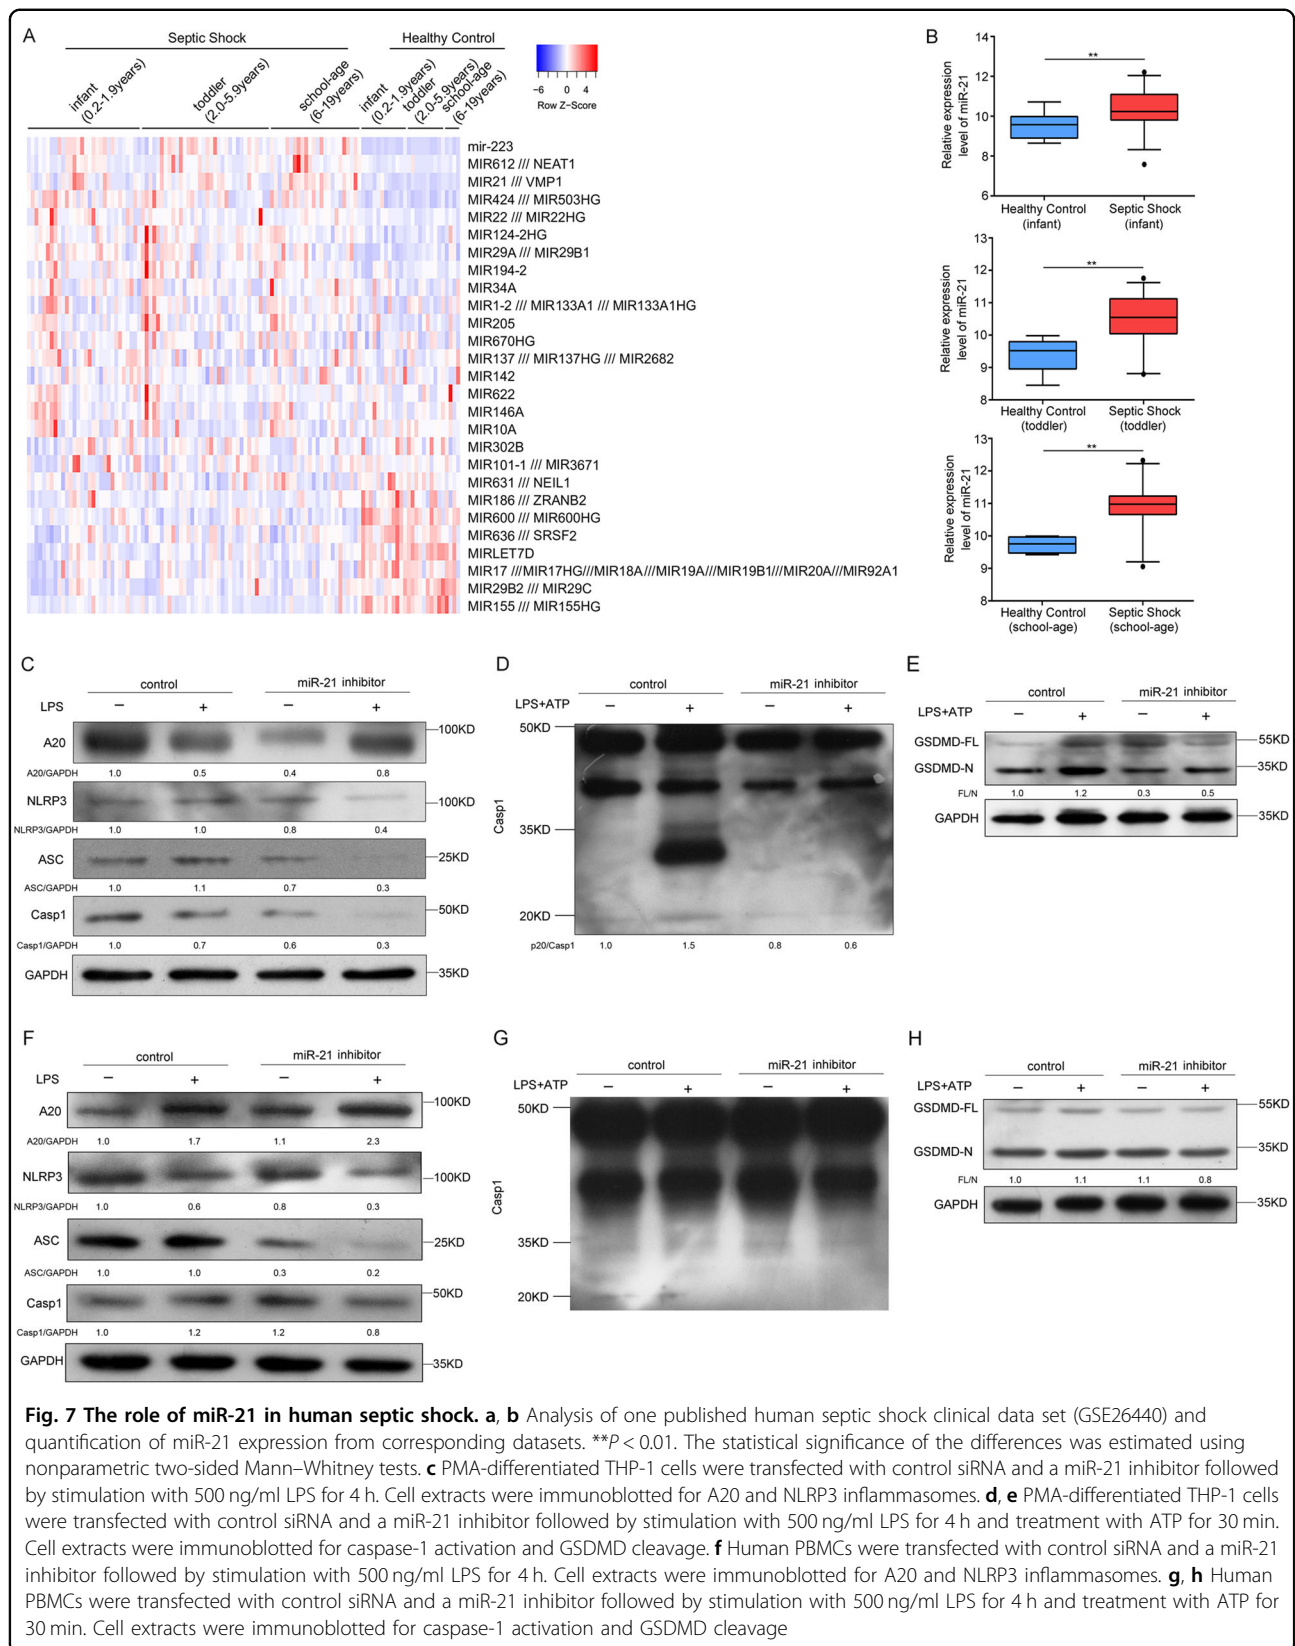 A
Septic Shock
Healthy Control
infant
(0.2-1.9years)
toddler
(2.0-5.9years)
school-age
(6-19years)
infant
(0.2-1.9years)
toddler
(2.0-5.9years)
school-age
(6-19years)
−6 0 4
Row Z-Score
mir-223
MIR612 /// NEAT1
MIR21 /// VMP1
MIR424 /// MIR503HG
MIR22 /// MIR22HG
MIR124-2HG
MIR29A /// MIR29B1
MIR194-2
MIR34A
MIR1-2 /// MIR133A1 /// MIR133A1HG
MIR205
MIR670HG
MIR137 /// MIR137HG /// MIR2682
MIR142
MIR622
MIR146A
MIR10A
MIR302B
MIR101-1 /// MIR3671
MIR631 /// NEIL1
MIR186 /// ZRANB2
MIR600 /// MIR600HG
MIR636 /// SRSF2
MIRLET7D
MIR17 ///MIR17HG///MIR18A///MIR19A///MIR19B1///MIR20A///MIR92A1
MIR29B2 /// MIR29C
MIR155 /// MIR155HG
B
Relative expression
level of miR-21
14
12
10
8
6
**
Healthy Control
(infant)
Septic Shock
(infant)
Relative expression
level of miR-21
13
12
11
10
9
8
**
Healthy Control
(toddler)
Septic Shock
(toddler)
Relative expression
level of miR-21
13
12
11
10
9
8
**
Healthy Control
(school-age)
Septic Shock
(school-age)
C
control miR-21 inhibitor
LPS − + − +
A20 100KD
A20/GAPDH 1.0 0.5 0.4 0.8
NLRP3 100KD
NLRP3/GAPDH 1.0 1.0 0.8 0.4
ASC 25KD
ASC/GAPDH 1.0 1.1 0.7 0.3
Casp1 50KD
Casp1/GAPDH 1.0 0.7 0.6 0.3
GAPDH 35KD
D
control miR-21 inhibitor
LPS+ATP − + − +
50KD
35KD
20KD
Casp1
p20/Casp1 1.0 1.5 0.8 0.6
E
control miR-21 inhibitor
LPS+ATP − + − +
GSDMD-FL 55KD
GSDMD-N 35KD
FL/N 1.0 1.2 0.3 0.5
GAPDH 35KD
F
control miR-21 inhibitor
LPS − + − +
A20 100KD
A20/GAPDH 1.0 1.7 1.1 2.3
NLRP3 100KD
NLRP3/GAPDH 1.0 0.6 0.8 0.3
ASC 25KD
ASC/GAPDH 1.0 1.0 0.3 0.2
Casp1 50KD
Casp1/GAPDH 1.0 1.2 1.2 0.8
GAPDH 35KD
G
control miR-21 inhibitor
LPS+ATP − + − +
50KD
35KD
20KD
Casp1
H
control miR-21 inhibitor
LPS+ATP − + − +
GSDMD-FL 55KD
GSDMD-N 35KD
FL/N 1.0 1.1 1.1 0.8
GAPDH 35KD
Fig. 7 The role of miR-21 in human septic shock. a, b Analysis of one published human septic shock clinical data set (GSE26440) and
quantification of miR-21 expression from corresponding datasets. **P < 0.01. The statistical significance of the differences was estimated using
nonparametric two-sided Mann–Whitney tests. c PMA-differentiated THP-1 cells were transfected with control siRNA and a miR-21 inhibitor followed
by stimulation with 500 ng/ml LPS for 4 h. Cell extracts were immunoblotted for A20 and NLRP3 inflammasomes. d, e PMA-differentiated THP-1 cells
were transfected with control siRNA and a miR-21 inhibitor followed by stimulation with 500 ng/ml LPS for 4 h and treatment with ATP for 30 min.
Cell extracts were immunoblotted for caspase-1 activation and GSDMD cleavage. f Human PBMCs were transfected with control siRNA and a miR-21
inhibitor followed by stimulation with 500 ng/ml LPS for 4 h. Cell extracts were immunoblotted for A20 and NLRP3 inflammasomes. g, h Human
PBMCs were transfected with control siRNA and a miR-21 inhibitor followed by stimulation with 500 ng/ml LPS for 4 h and treatment with ATP for
30 min. Cell extracts were immunoblotted for caspase-1 activation and GSDMD cleavage